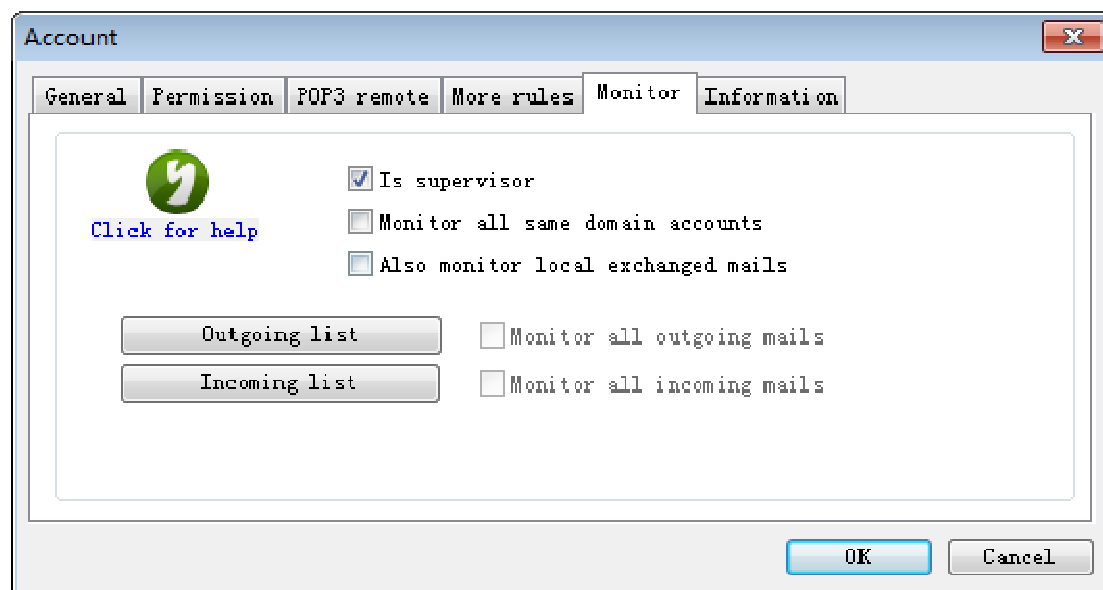 Account
General Permission POP3 remote More rules Monitor Information
Is supervisor
Click for help
Monitor all same domain accounts
Also monitor local exchanged mails
Outgoing list Monitor all outgoing mails
Incoming list Monitor all incoming mails
OK Cancel